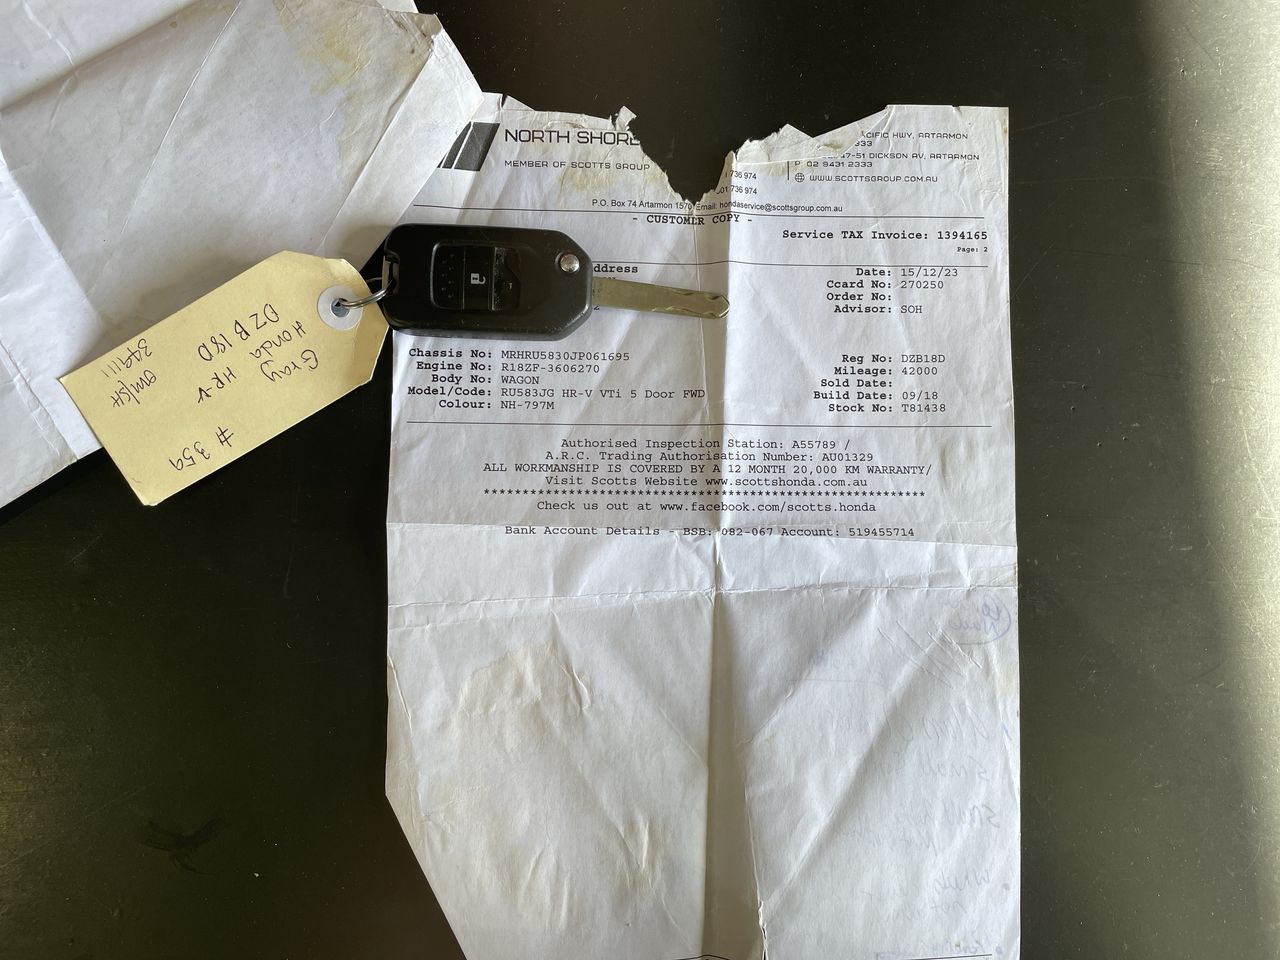 NORTH SHORE
MEMBER OF SCOTTS GROUP
CIFIC HWY, ARTARMON
333
47-51 DICKSON AV, ARTARMON
P: 02 9431 2333
WWW.SCOTTSGROUP.COM.AU
736 974
736 974
P.O. Box 74 Artarmon 1570 Email: hondaservice@scottsgroup.com.au
- CUSTOMER COPY -
Service TAX Invoice: 1394165
Page: 2
ddress
Date: 15/12/23
Ccard No: 270250
Order No:
Advisor: SOH
Chassis No: MRHRU5830JP061695
Engine No: R18ZF-3606270
Body No: WAGON
Model/Code: RU583JG HR-V VTi 5 Door FWD
Colour: NH-797M
Reg No: DZB18D
Mileage: 42000
Sold Date:
Build Date: 09/18
Stock No: T81438
Authorised Inspection Station: A55789 /
A.R.C. Trading Authorisation Number: AU01329
ALL WORKMANSHIP IS COVERED BY A 12 MONTH 20,000 KM WARRANTY/
Visit Scotts Website www.scottshonda.com.au
*********************************************************
Check us out at www.facebook.com/scotts.honda
Bank Account Details - BSB: 082-067 Account: 519455714
Gray
Honda HR-V
DZB18D
# 359